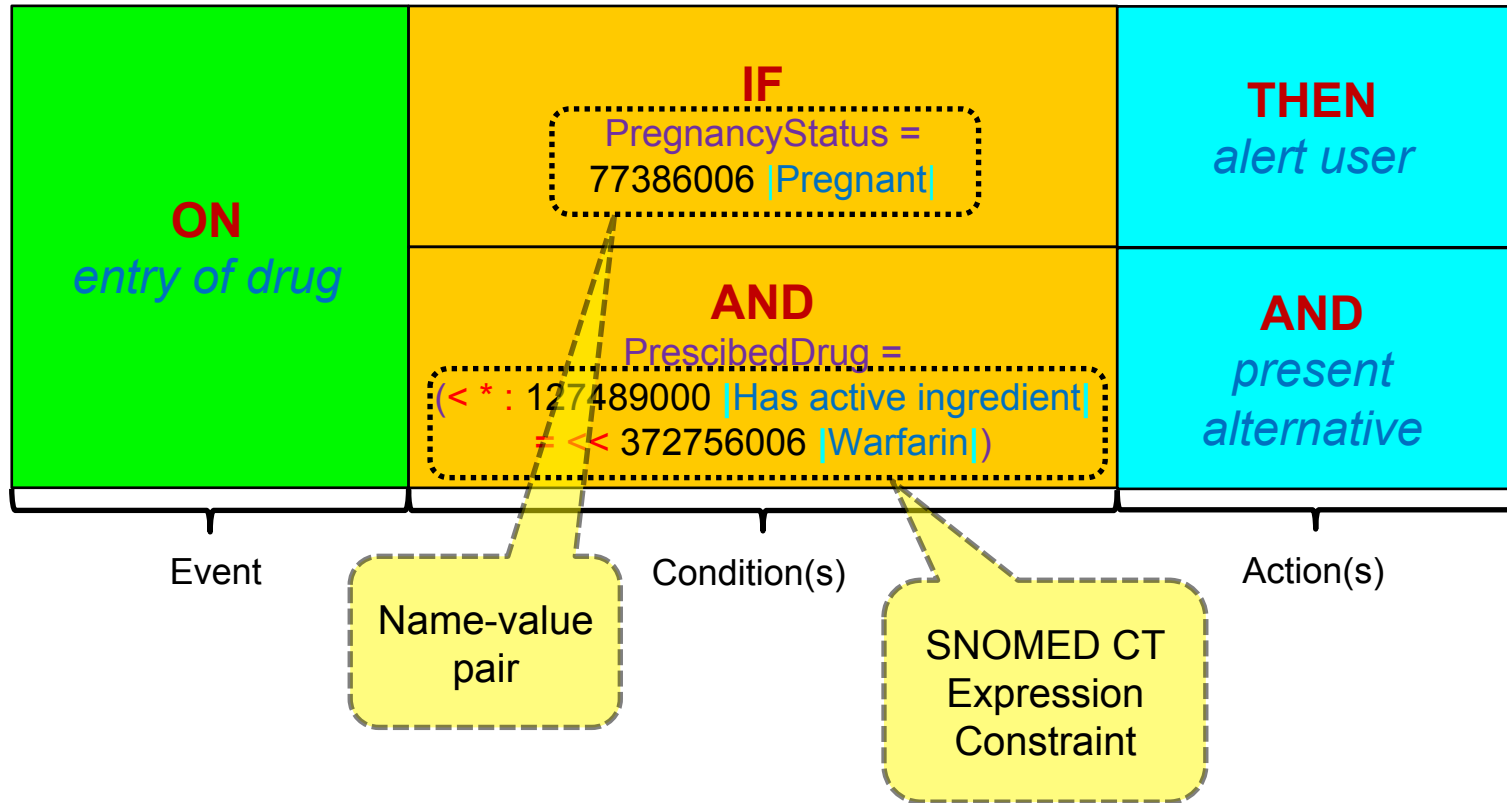 ON
entry of drug
IF
PregnancyStatus =
77386006 |Pregnant|
AND
PrescibedDrug =
(< * : 127489000 |Has active ingredient|
= << 372756006 |Warfarin|)
THEN
alert user
AND
present
alternative
Event
Condition(s)
Action(s)
Name-value
pair
SNOMED CT
Expression
Constraint